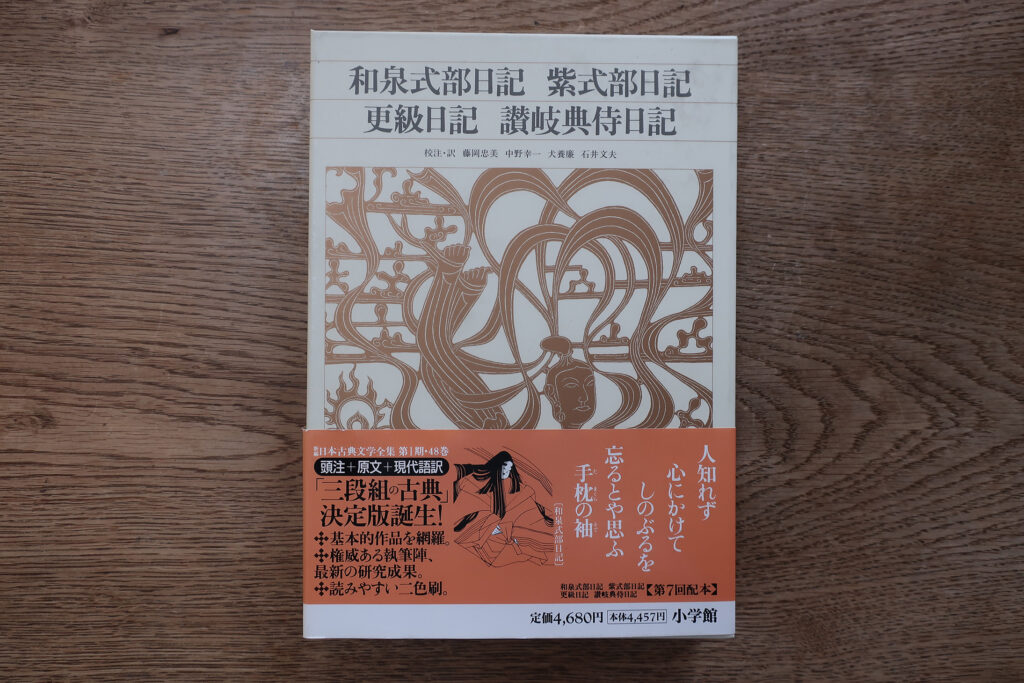 和泉式部日記 紫式部日記
更級日記 讃岐典侍日記
校注・訳 藤岡忠美 中野幸一 犬養廉 石井文夫
新編日本古典文学全集 第1期・48巻
頭注+原文+現代語訳
「三段組の古典」
決定版誕生!
基本的作品を網羅。
権威ある執筆陣、
最新の研究成果。
読みやすい二色刷。
人知れず
心にかけて
しのぶるを
忘るとや思ふ
手枕の袖
[和泉式部日記]
和泉式部日記 紫式部日記
更級日記 讃岐典侍日記
【第7回配本】
定価4,680円 本体4,457円 小学館